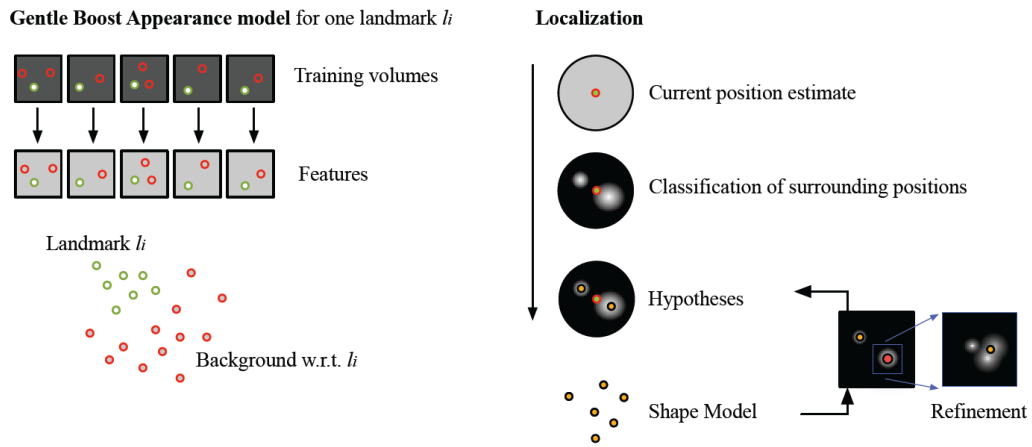 Gentle Boost Appearance model for one landmark li
Training volumes
Features
Landmark li
Background w.r.t. li
Localization
Current position estimate
Classification of surrounding positions
Hypotheses
Shape Model
Refinement